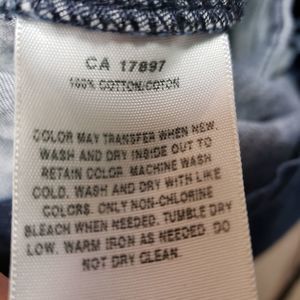 CA 17897
100% COTTON/COTON
COLOR MAY TRANSFER WHEN NEW.
WASH AND DRY INSIDE OUT TO
RETAIN COLOR. MACHINE WASH
COLD. WASH AND DRY WITH LIKE
COLORS. ONLY NON-CHLORINE
BLEACH WHEN NEEDED. TUMBLE DRY
LOW. WARM IRON AS NEEDED. DO
NOT DRY CLEAN.